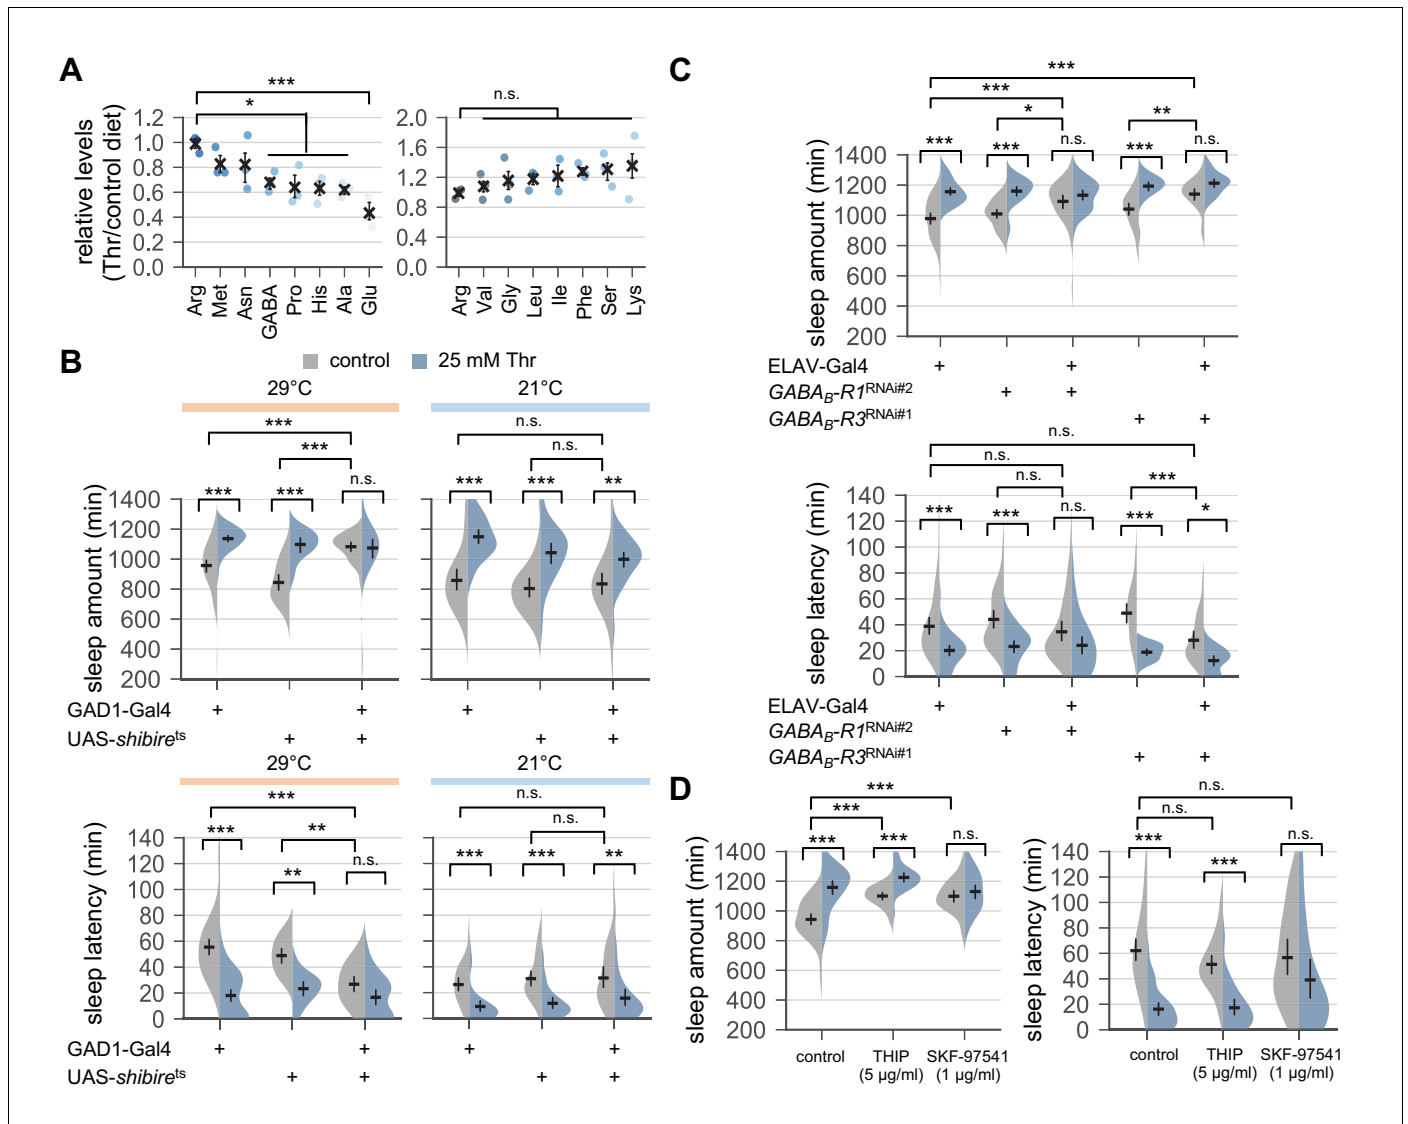 A
***
*
n.s.
relative levels
(Thr/control diet)
1.2
1.0
0.8
0.6
0.4
0.2
0.0
2.0
1.6
1.2
0.8
0.4
0.0
Arg Met Asn GABA Pro His Ala Glu
Arg Val Gly Leu Ile Phe Ser Lys
B
control 25 mM Thr
29°C 21°C
*** n.s.
*** n.s.
*** *** n.s. *** *** **
sleep amount (min)
1400
1200
1000
800
600
400
200
GAD1-Gal4 + + + +
UAS-shibire^ts + + + +
29°C 21°C
*** n.s.
** n.s.
*** ** n.s. *** *** **
sleep latency (min)
140
120
100
80
60
40
20
0
GAD1-Gal4 + + + +
UAS-shibire^ts + + + +
C
***
***
* **
*** *** n.s. *** n.s.
sleep amount (min)
1400
1200
1000
800
600
400
200
ELAV-Gal4 + + +
GABA_B-R1^RNAi#2 + +
GABA_B-R3^RNAi#1 + +
n.s.
n.s.
n.s. ***
*** *** n.s. *** *
sleep latency (min)
140
120
100
80
60
40
20
0
ELAV-Gal4 + + +
GABA_B-R1^RNAi#2 + +
GABA_B-R3^RNAi#1 + +
D
***
***
*** *** n.s.
sleep amount (min)
1400
1200
1000
800
600
400
200
control THIP SKF-97541
(5 µg/ml) (1 µg/ml)
n.s.
n.s.
*** *** n.s.
sleep latency (min)
140
120
100
80
60
40
20
0
control THIP SKF-97541
(5 µg/ml) (1 µg/ml)